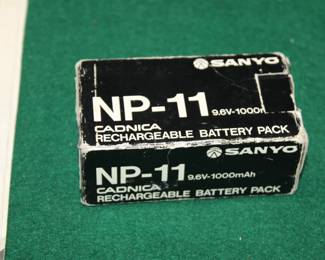 SANYO
NP-11 9.6V-1000m
CADNICA
RECHARGEABLE BATTERY PACK
SANYO
NP-11 9.6V-1000mAh
CADNICA
RECHARGEABLE BATTERY PACK